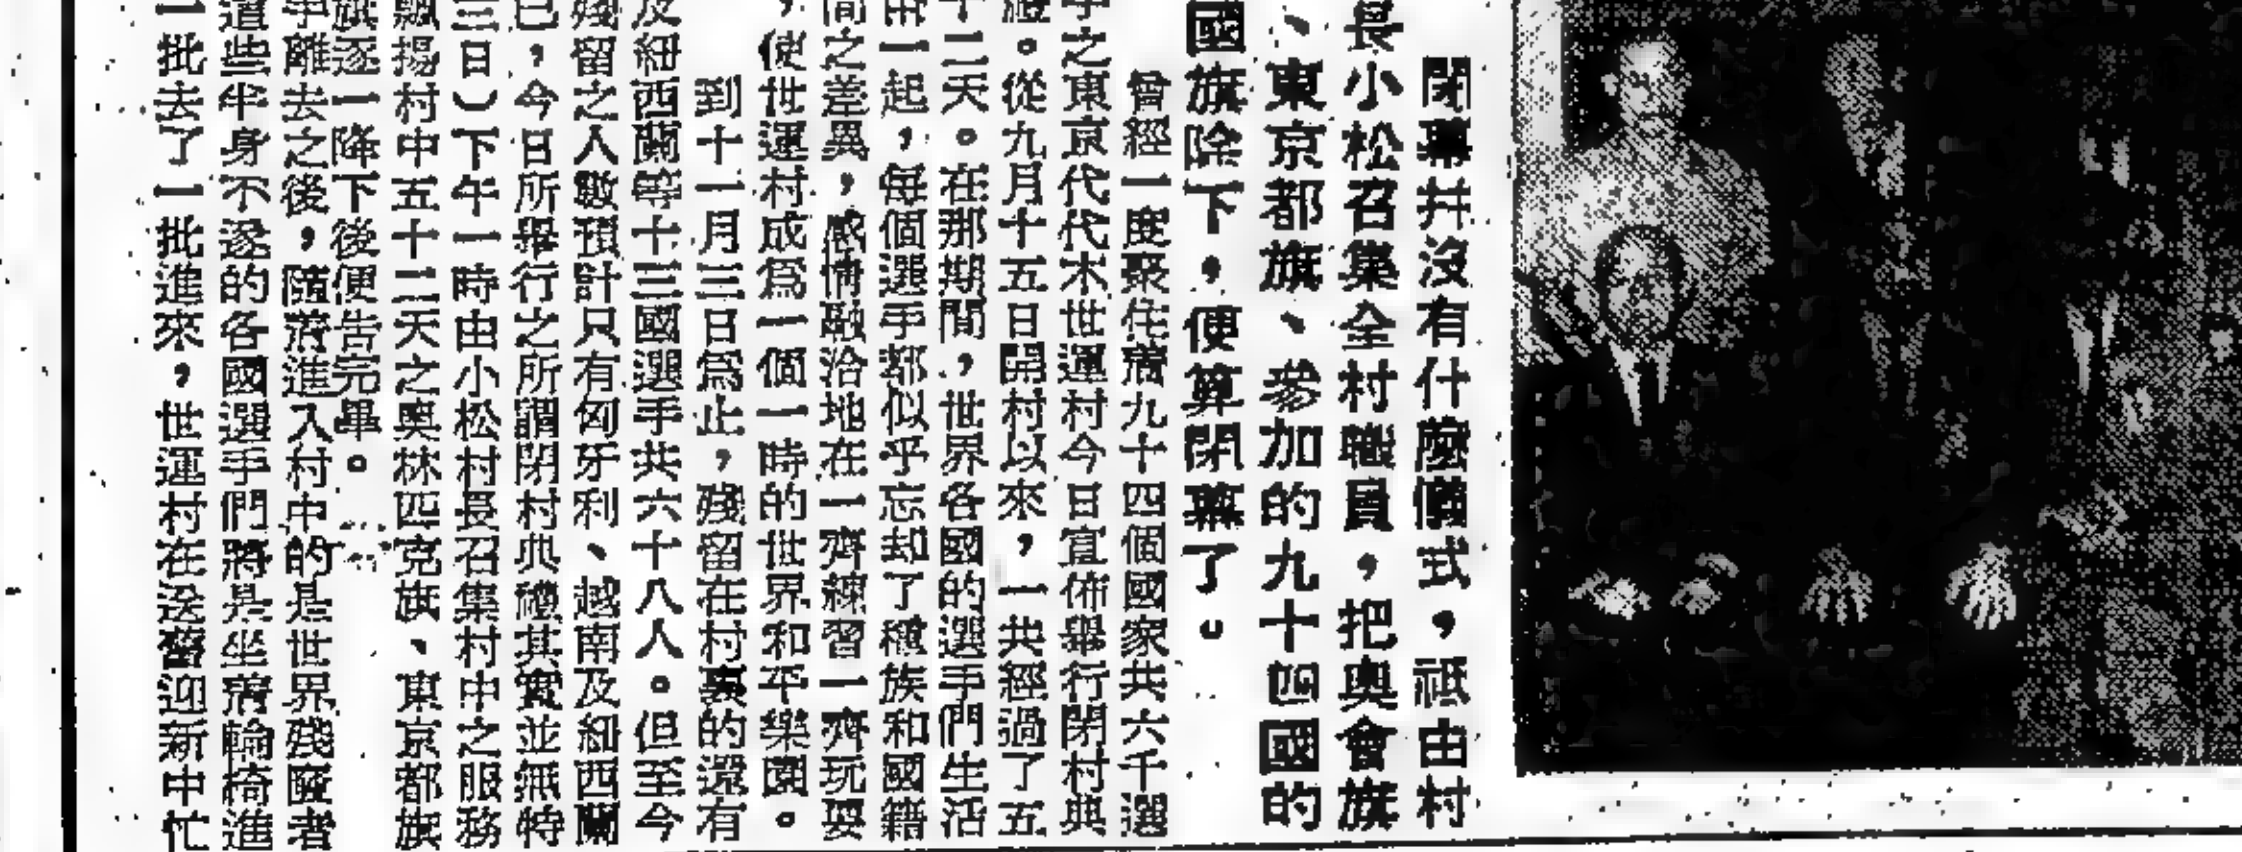 閉幕并沒有什麼儀式，祗由村
長小松召集全村職員，把奧會旗
、東京都旗、參加的九十四國的
國旗除下，便算閉幕了。
曾經一度聚住着九十四個國家共六千選
手之東京代代木世運村今日宣佈舉行閉村典
禮。從九月十五日開村以來，一共經過了五
十二天。在那期間，世界各國的選手們生活
一起，每個選手都似乎忘却了種族和國籍
間之差異，感情融洽地在一齊練習一齊玩耍
，使世運村成爲一個一時的世界和平樂園。
到十一月三日爲止，殘留在村裏的還有
及紐西蘭等十三國選手共六十八人。但至今
殘留之人數預計只有匈牙利、越南及紐西蘭
已，今日所舉行之所謂閉村典禮其實並無特
三日）下午一時由小松村長召集村中之服務
飄揚村中五十二天之奧林匹克旗、東京都旗
旗逐一降下後便告完畢。
手離去之後，隨着進入村中的是世界殘廢者
這些半身不遂的各國選手們將是坐着輪椅進
一批去了一批進來，世運村在送舊迎新中忙